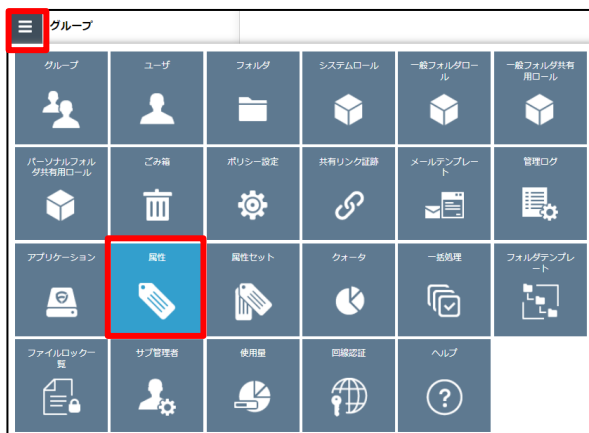 グループ
グループ
ユーザ
フォルダ
システムロール
一般フォルダロー
ル
一般フォルダ共有
用ロール
パーソナルフォル
ダ共有用ロール
ごみ箱
ポリシー設定
共有リンク証跡
メールテンプレー
ト
管理ログ
アプリケーション
属性
属性セット
クォータ
一括処理
フォルダテンプレ
ート
ファイルロック一
覧
サブ管理者
使用量
回線認証
ヘルプ